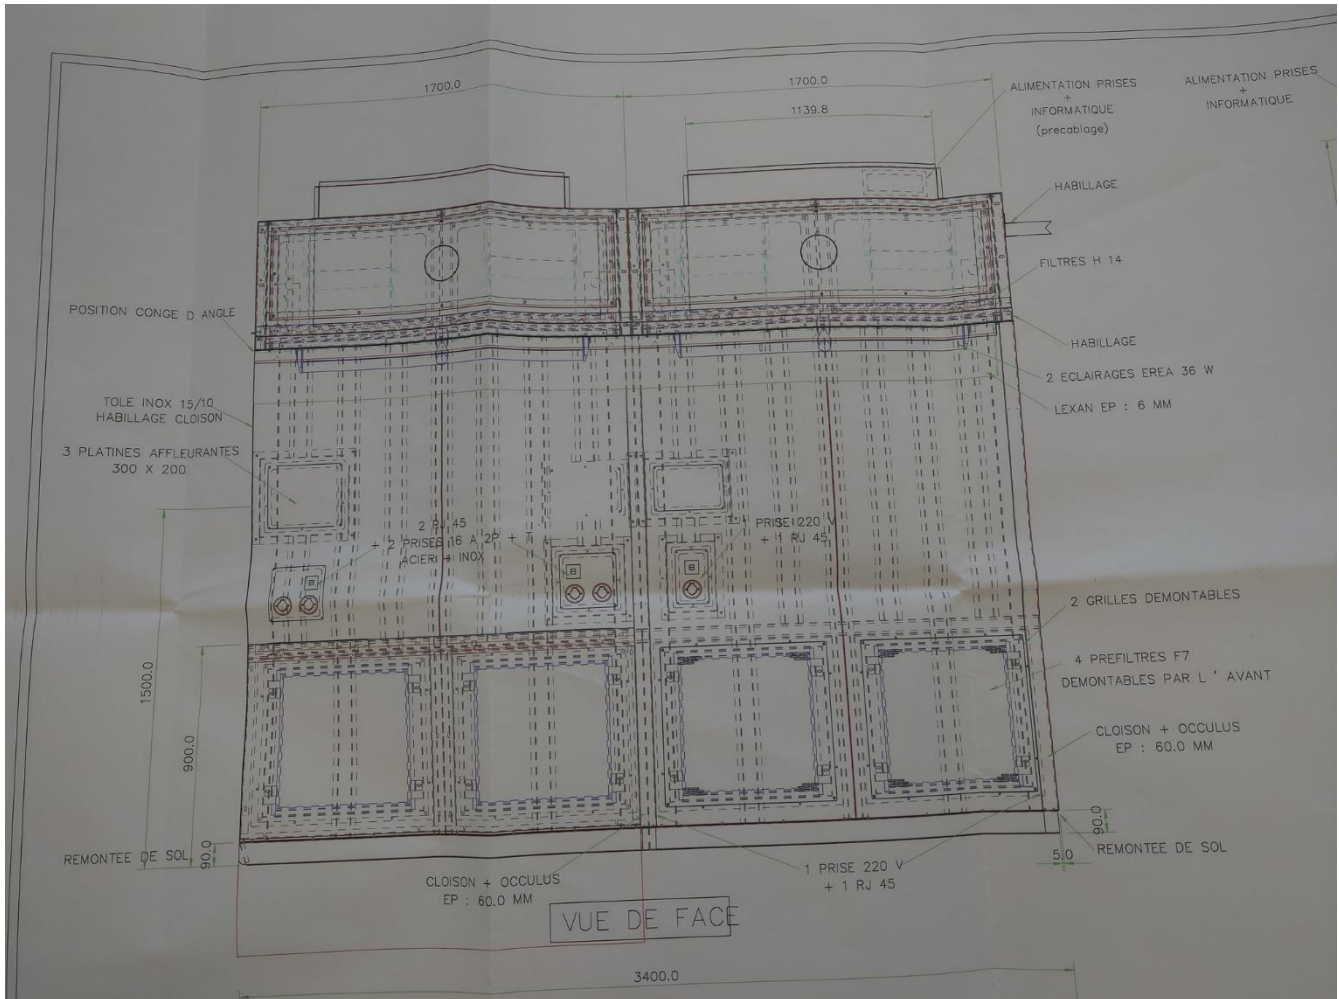 1700.0
1700.0
1139.8
ALIMENTATION PRISES
+
INFORMATIQUE
(precablage)
ALIMENTATION PRISES
+
INFORMATIQUE
HABILLAGE
FILTRES H 14
POSITION CONGE D ANGLE
HABILLAGE
2 ECLAIRAGES EREA 36 W
LEXAN EP : 6 MM
TOLE INOX 15/10
HABILLAGE CLOISON
3 PLATINES AFFLEURANTES
300 X 200
2 RJ 45
+ 2 PRISES 16 A 2P + T
INOX
PRISE 220 V
+ 1 RJ 45
2 GRILLES DEMONTABLES
4 PREFILTRES F7
DEMONTABLES PAR L ' AVANT
CLOISON + OCCULUS
EP : 60.0 MM
1500.0
900.0
90.0
REMONTEE DE SOL
90.0
5.0
REMONTEE DE SOL
CLOISON + OCCULUS
EP : 60.0 MM
1 PRISE 220 V
+ 1 RJ 45
VUE DE FACE
3400.0